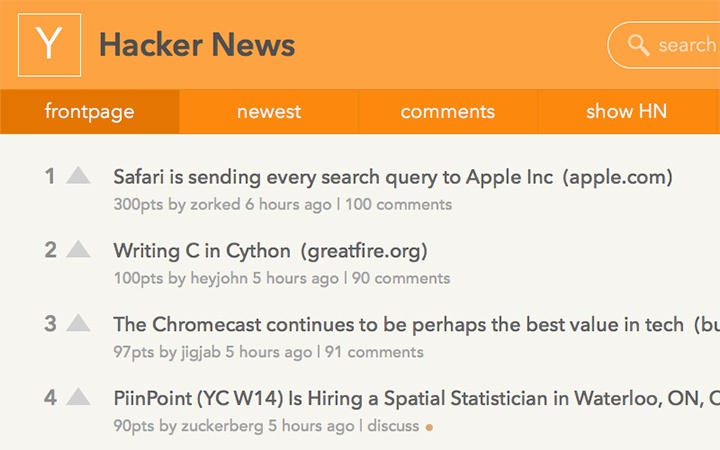 Y Hacker News search
frontpage newest comments show HN
1 Safari is sending every search query to Apple Inc (apple.com)
300pts by zorked 6 hours ago | 100 comments
2 Writing C in Cython (greatfire.org)
100pts by heyjohn 5 hours ago | 90 comments
3 The Chromecast continues to be perhaps the best value in tech
97pts by jigjab 5 hours ago | 91 comments
4 PiinPoint (YC W14) Is Hiring a Spatial Statistician in Waterloo, ON,
90pts by zuckerberg 5 hours ago | discuss